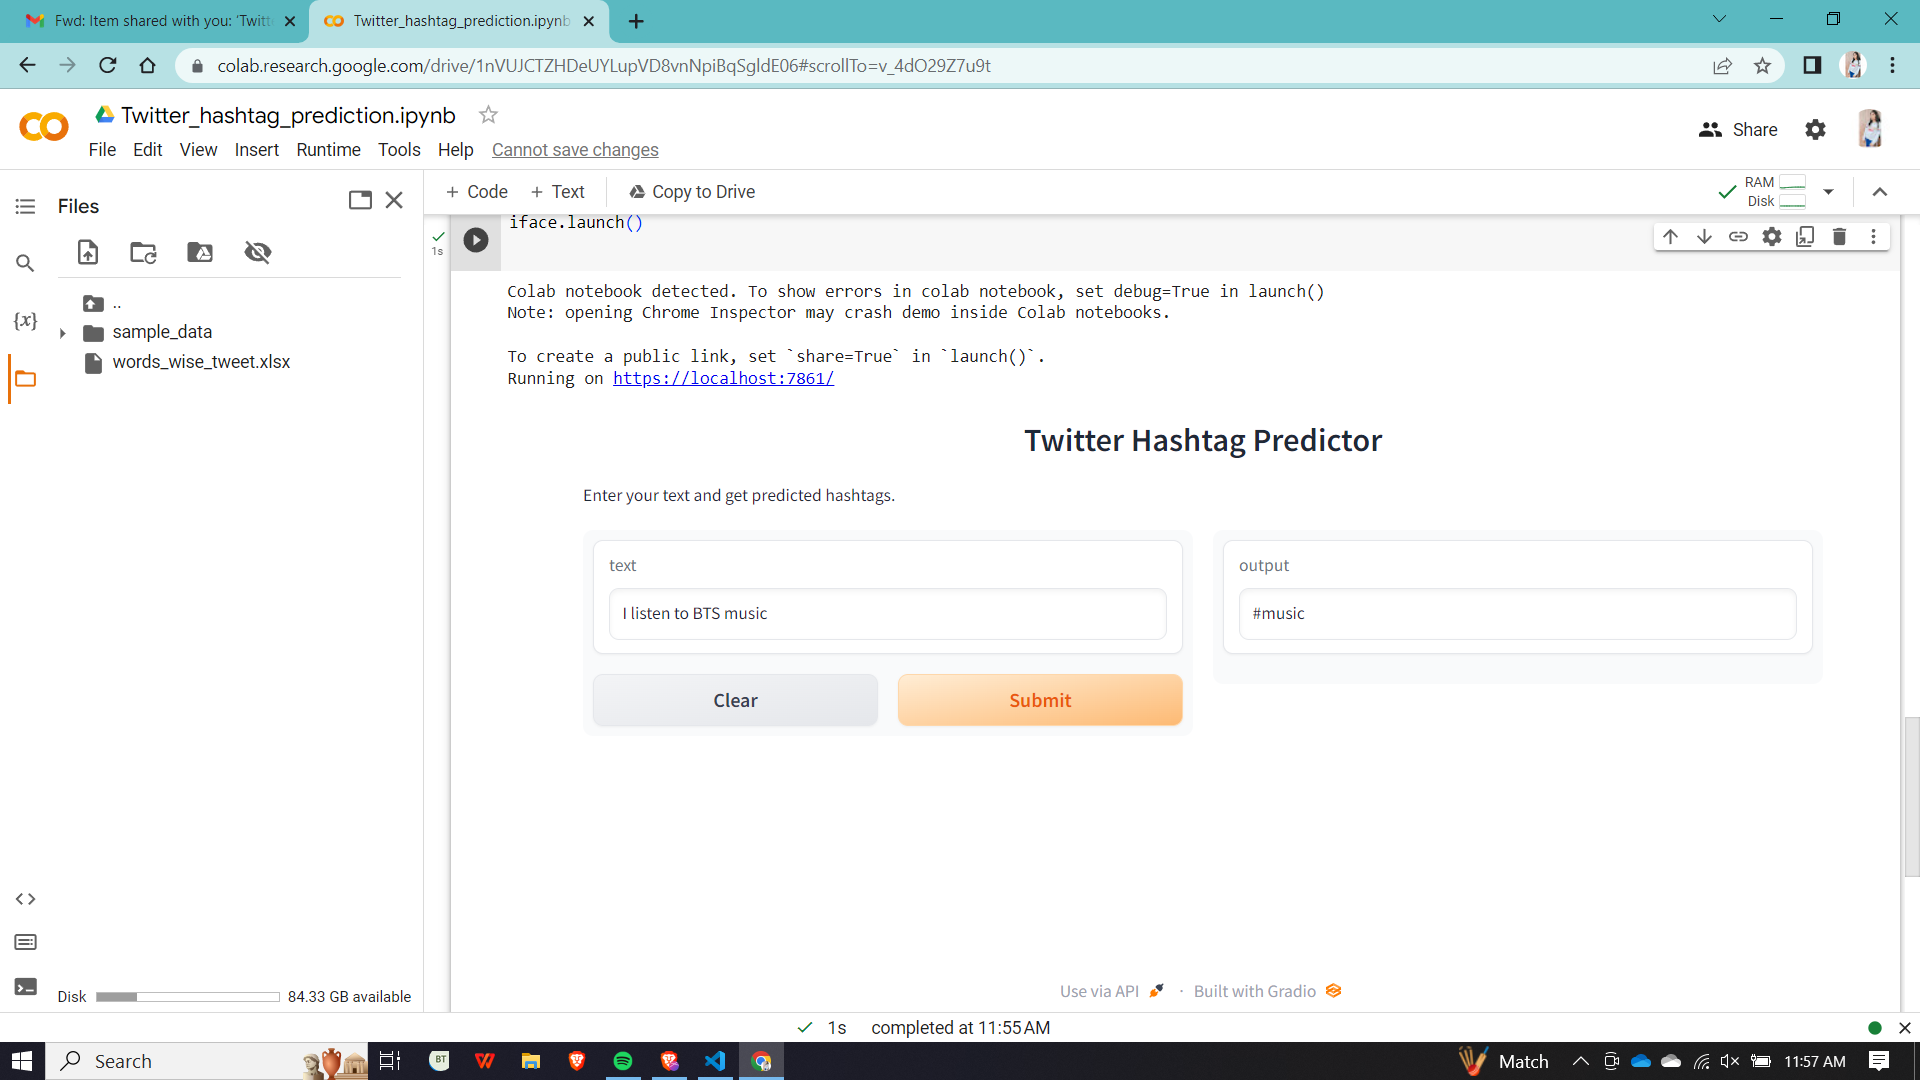 Fwd: Item shared with you: 'Twitte
Twitter_hashtag_prediction.ipynb
colab.research.google.com/drive/1nVUJCTZHDeUYLupVD8vnNpiBqSgldE06#scrollTo=v_4dO29Z7u9t
Twitter_hashtag_prediction.ipynb
File Edit View Insert Runtime Tools Help Cannot save changes
Share
Files
+ Code + Text Copy to Drive
RAM
Disk
iface.launch()
1s
..
sample_data
words_wise_tweet.xlsx
{x}
Colab notebook detected. To show errors in colab notebook, set debug=True in launch()
Note: opening Chrome Inspector may crash demo inside Colab notebooks.
To create a public link, set `share=True` in `launch()`.
Running on https://localhost:7861/
Twitter Hashtag Predictor
Enter your text and get predicted hashtags.
text
I listen to BTS music
output
#music
Clear
Submit
Use via API · Built with Gradio
Disk 84.33 GB available
1s completed at 11:55 AM
Search
BT
Match
11:57 AM